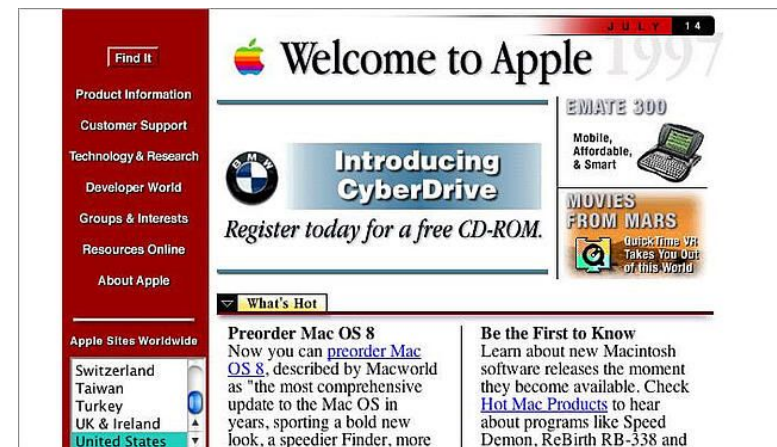 JULY 14
1997
Find It
Welcome to Apple
Product Information
Customer Support
Technology & Research
Developer World
Groups & Interests
Resources Online
About Apple
Apple Sites Worldwide
Switzerland
Taiwan
Turkey
UK & Ireland
United States
BMW
Introducing
CyberDrive
Register today for a free CD-ROM.
EMATE 300
Mobile,
Affordable,
& Smart
MOVIES
FROM MARS
QuickTime VR
Takes You Out
of this World
What's Hot
Preorder Mac OS 8
Now you can preorder Mac
OS 8, described by Macworld
as "the most comprehensive
update to the Mac OS in
years, sporting a bold new
look, a speedier Finder, more
Be the First to Know
Learn about new Macintosh
software releases the moment
they become available. Check
Hot Mac Products to hear
about programs like Speed
Demon, ReBirth RB-338 and